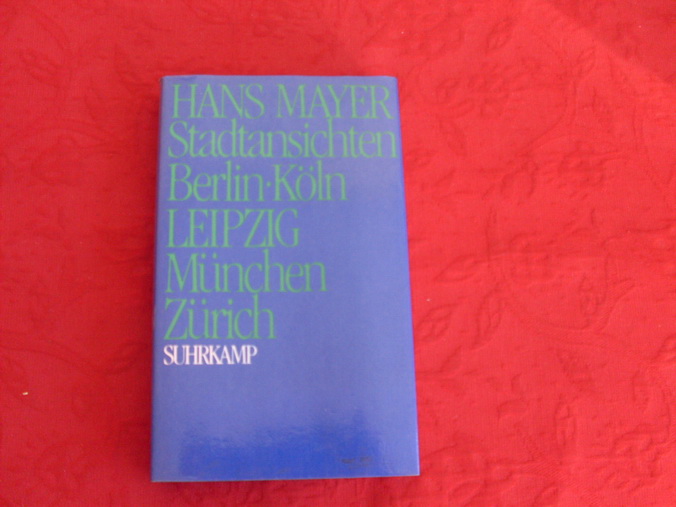 HANS MAYER
Stadtansichten
Berlin·Köln
LEIPZIG
München
Zürich
SUHRKAMP